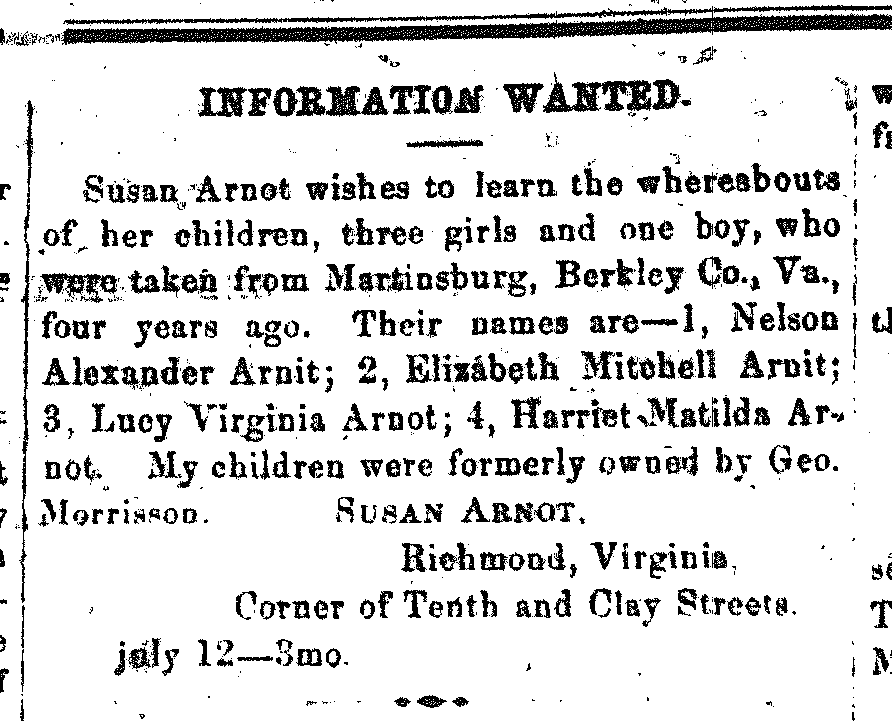 INFORMATION WANTED.
Susan Arnot wishes to learn the whereabouts
of her children, three girls and one boy, who
were taken from Martinsburg, Berkley Co., Va.,
four years ago. Their names are—1, Nelson
Alexander Arnit; 2, Elizabeth Mitchell Arnit;
3, Lucy Virginia Arnot; 4, Harriet Matilda Ar-
not. My children were formerly owned by Geo.
Morrisson. SUSAN ARNOT,
Richmond, Virginia,
Corner of Tenth and Clay Streets.
july 12—3mo.